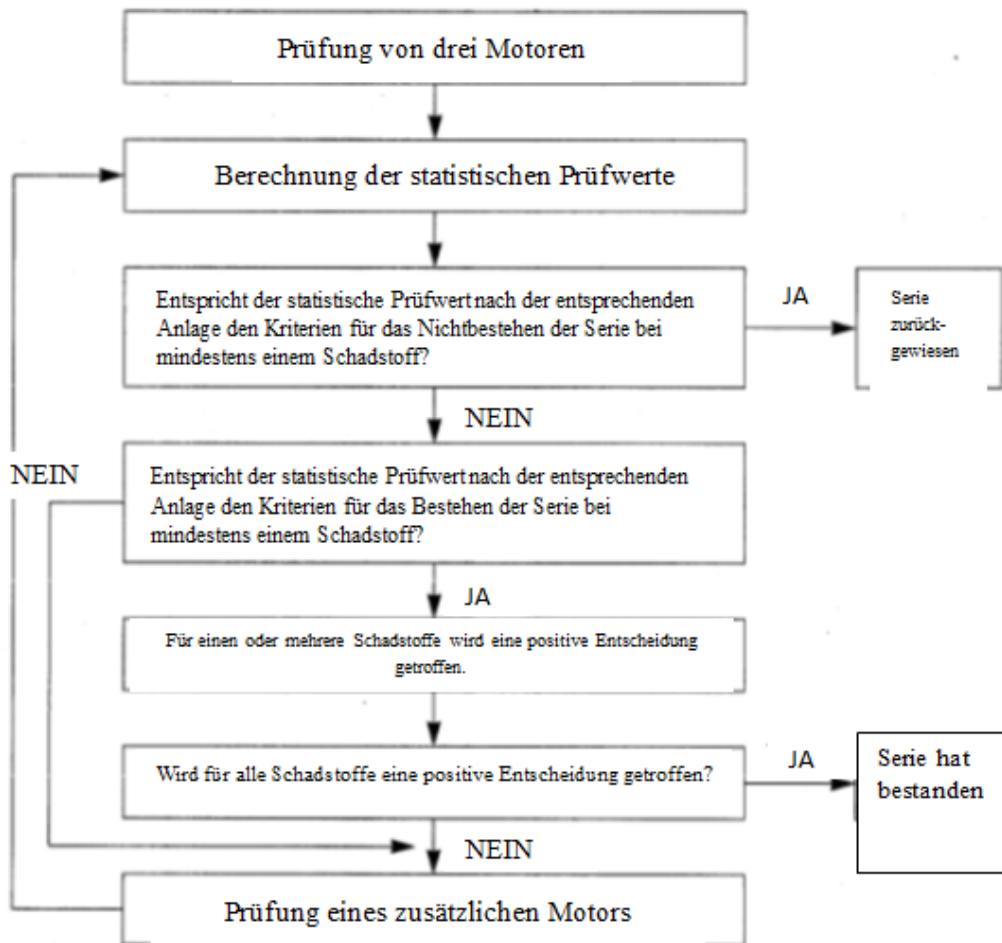 Prüfung von drei Motoren
Berechnung der statistischen Prüfwerte
Entspricht der statistische Prüfwert nach der entsprechenden
Anlage den Kriterien für das Nichtbestehen der Serie bei
mindestens einem Schadstoff?
JA
Serie
zurück-
gewiesen
NEIN
NEIN
Entspricht der statistische Prüfwert nach der entsprechenden
Anlage den Kriterien für das Bestehen der Serie bei
mindestens einem Schadstoff?
JA
Für einen oder mehrere Schadstoffe wird eine positive Entscheidung
getroffen.
Wird für alle Schadstoffe eine positive Entscheidung getroffen?
JA
Serie hat
bestanden
NEIN
Prüfung eines zusätzlichen Motors